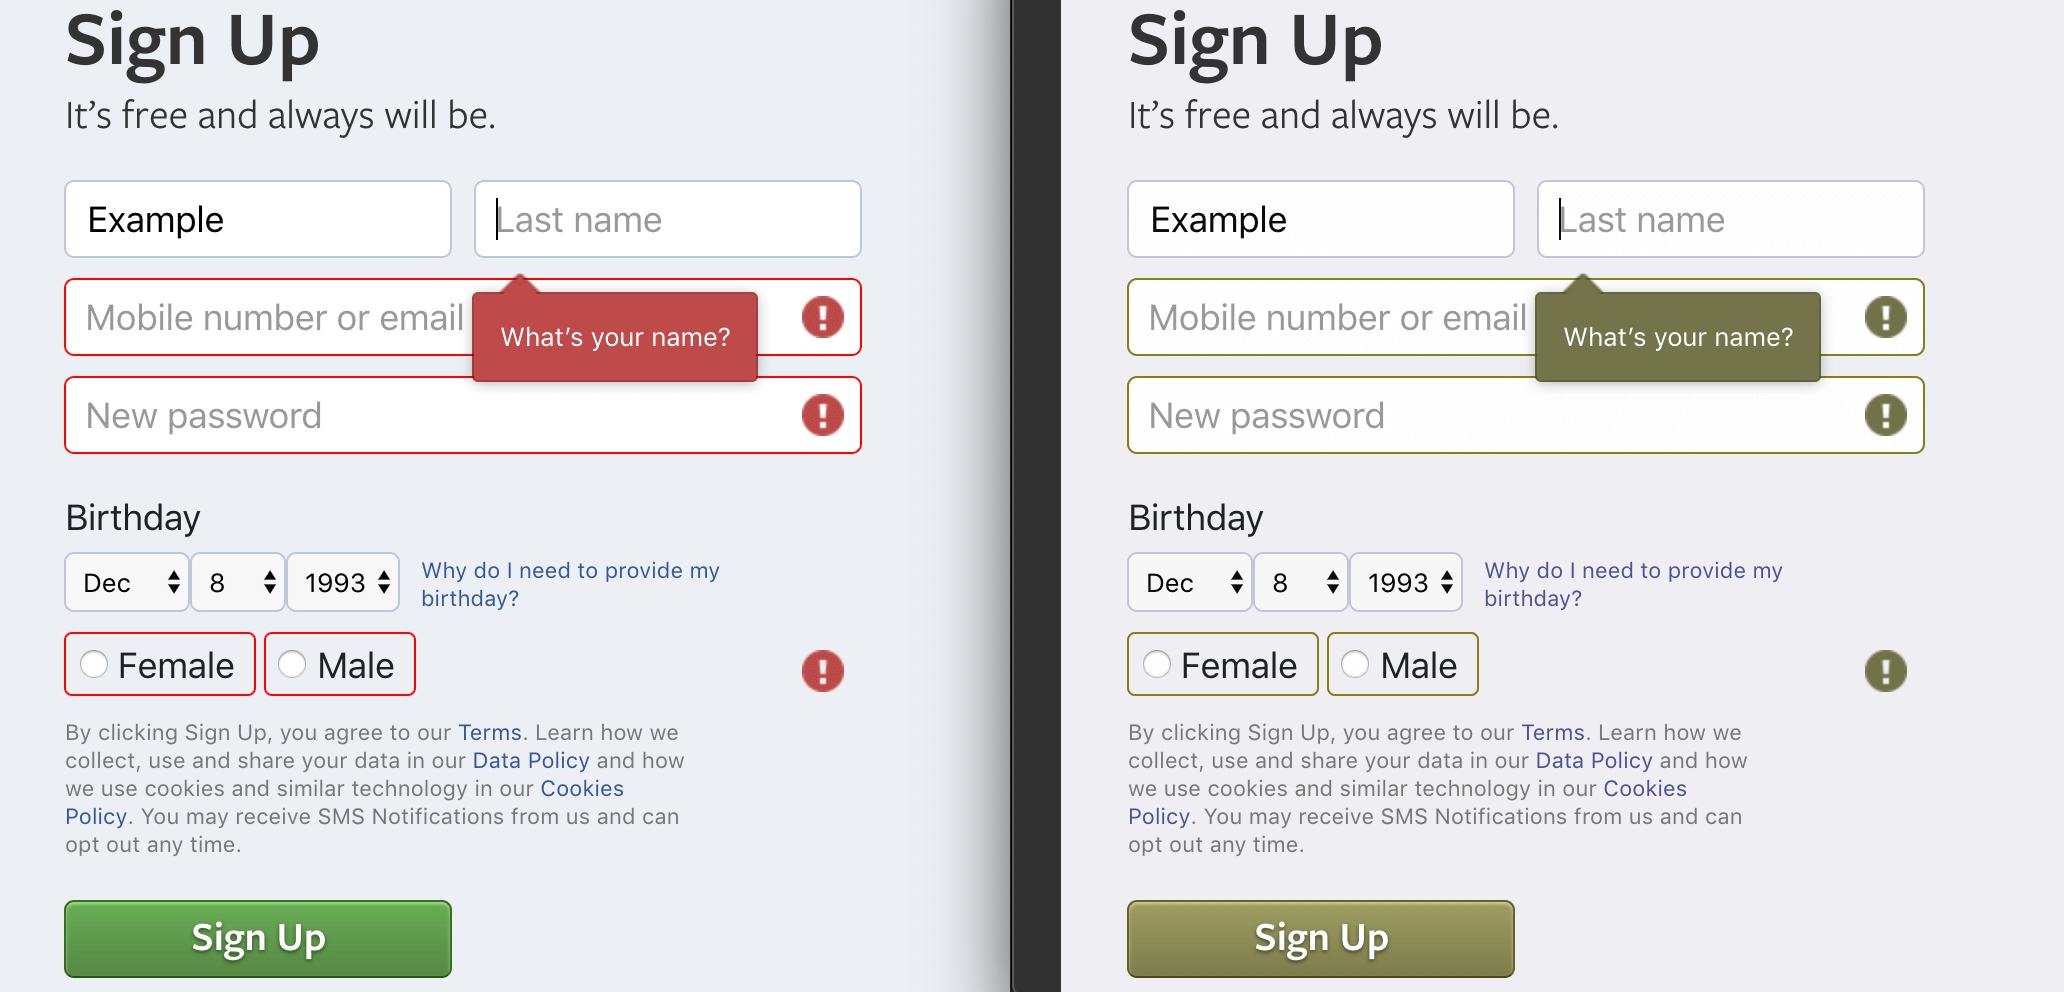 Sign Up
It's free and always will be.
Example
Last name
Mobile number or email
What's your name?
New password
Birthday
Dec 8 1993
Why do I need to provide my
birthday?
Female Male
By clicking Sign Up, you agree to our Terms. Learn how we
collect, use and share your data in our Data Policy and how
we use cookies and similar technology in our Cookies
Policy. You may receive SMS Notifications from us and can
opt out any time.
Sign Up
Sign Up
It's free and always will be.
Example
Last name
Mobile number or email
What's your name?
New password
Birthday
Dec 8 1993
Why do I need to provide my
birthday?
Female Male
By clicking Sign Up, you agree to our Terms. Learn how we
collect, use and share your data in our Data Policy and how
we use cookies and similar technology in our Cookies
Policy. You may receive SMS Notifications from us and can
opt out any time.
Sign Up